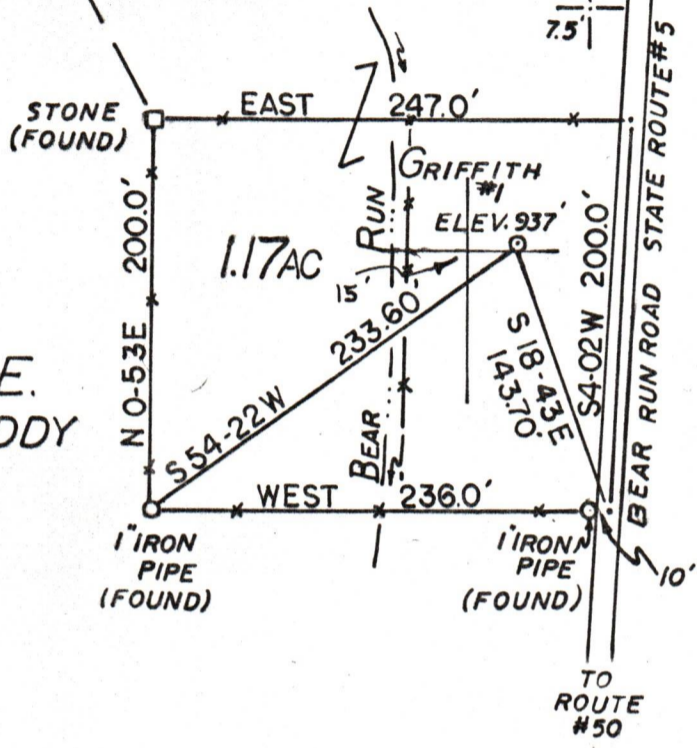 7.5'
STONE
(FOUND)
EAST 247.0'
GRIFFITH
#1
ELEV. 937'
N 0-53E 200.0'
1.17AC
BEAR RUN
15'
S 54-22W 233.60'
S 18-43E
143.70'
S4-02W 200.0'
BEAR RUN ROAD STATE ROUTE #5
E.
DDY
WEST 236.0'
1" IRON
PIPE
(FOUND)
1" IRON
PIPE
(FOUND)
10'
TO
ROUTE
#50